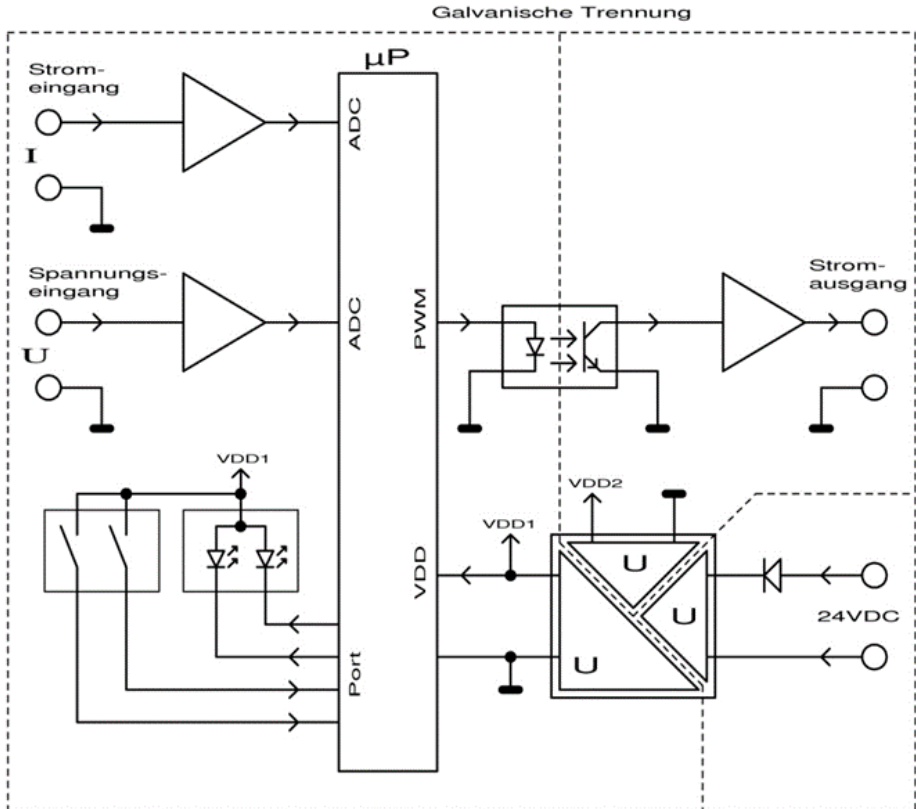 Galvanische Trennung
µP
Strom-
eingang
I
ADC
Spannungs-
eingang
U
ADC
PWM
Strom-
ausgang
VDD1
VDD1
VDD2
U
U
U
VDD
24VDC
Port